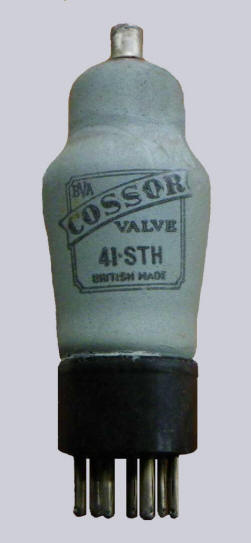 BVA
COSSOR
VALVE
41·STH
BRITISH MADE